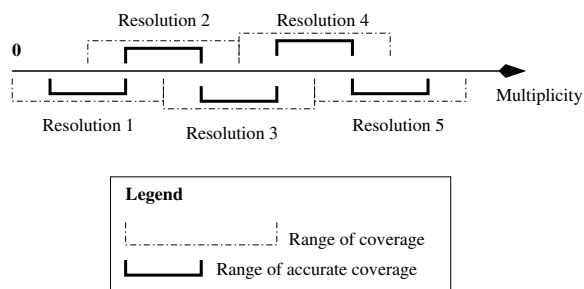 Resolution 2
Resolution 4
0
Multiplicity
Resolution 1
Resolution 3
Resolution 5
Legend
Range of coverage
Range of accurate coverage